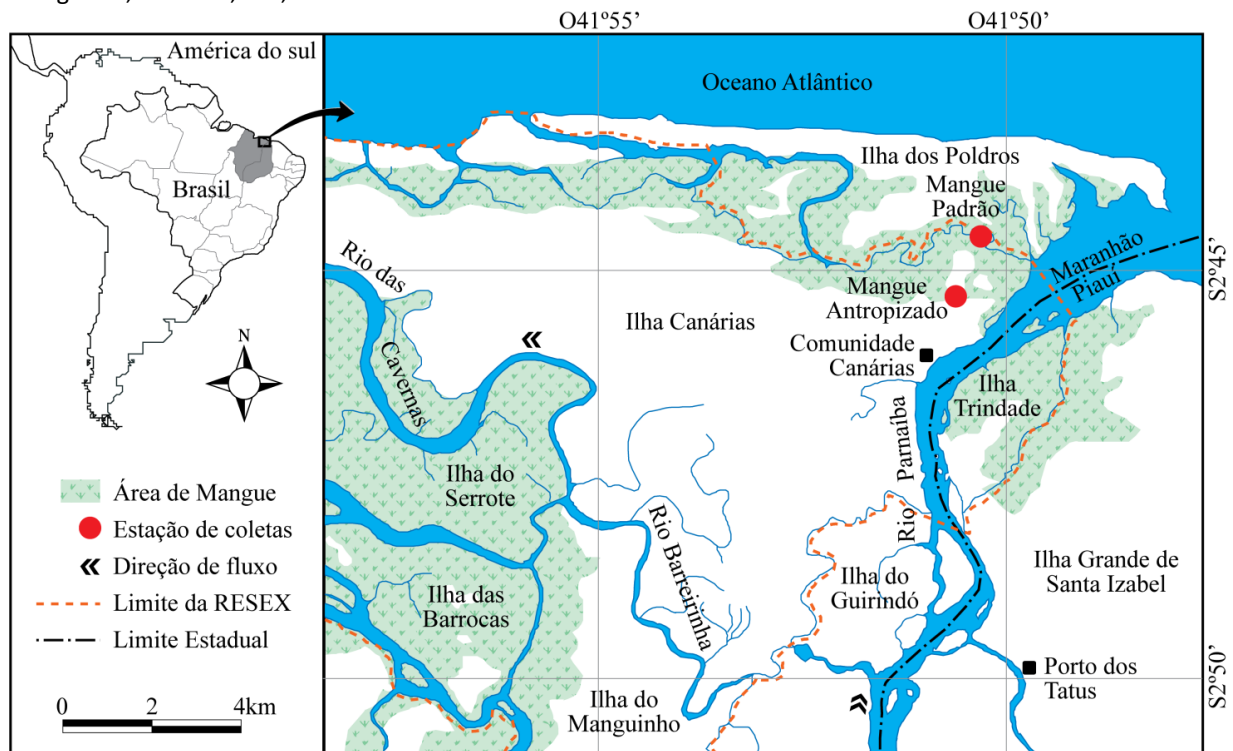 O41º55’
O41º50’
América do sul
Brasil
N
Área de Mangue
Estação de coletas
Direção de fluxo
Limite da RESEX
Limite Estadual
0 2 4km
Oceano Atlântico
Ilha dos Poldros
Mangue
Padrão
Maranhão
Piauí
S2º45’
Mangue
Antropizado
Rio das
Cavernas
Ilha Canárias
Comunidade
Canárias
Ilha
Trindade
Rio Parnaíba
Ilha do
Serrote
Rio Barreirinha
Ilha das
Barrocas
Ilha do
Guirindó
Ilha Grande de
Santa Izabel
Ilha do
Manguinho
Porto dos
Tatus
S2º50’